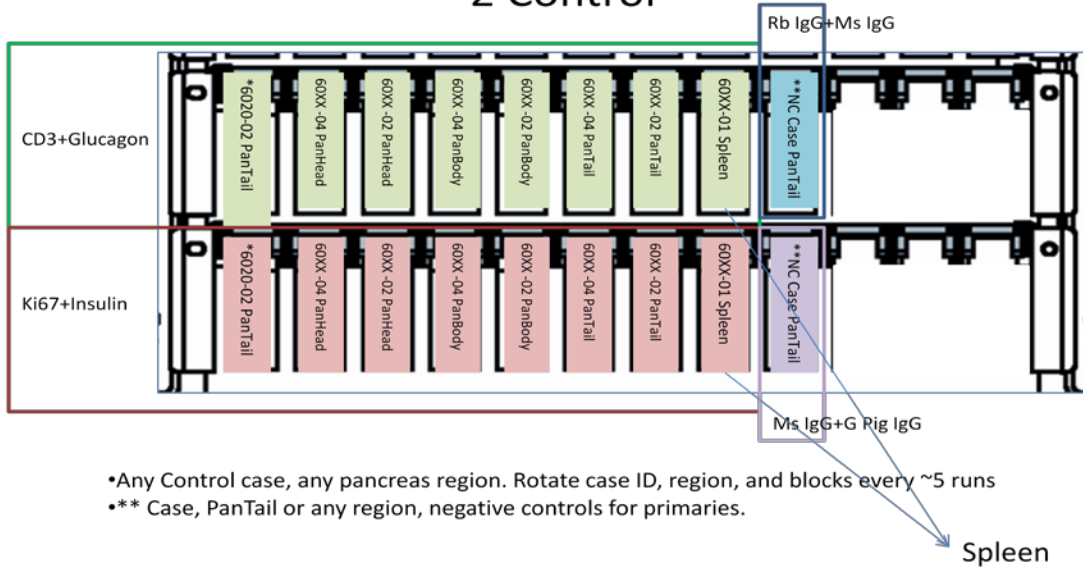 2 Control
Rb IgG+Ms IgG
CD3+Glucagon
*6020-02 PanTail
60XX -04 PanHead
60XX -02 PanHead
60XX -04 PanBody
60XX -02 PanBody
60XX -04 PanTail
60XX -02 PanTail
60XX-01 Spleen
**NC Case PanTail
Ki67+Insulin
*6020-02 PanTail
60XX -04 PanHead
60XX -02 PanHead
60XX -04 PanBody
60XX -02 PanBody
60XX -04 PanTail
60XX -02 PanTail
60XX-01 Spleen
**NC Case PanTail
Ms IgG+G Pig IgG
•Any Control case, any pancreas region. Rotate case ID, region, and blocks every ~5 runs
•** Case, PanTail or any region, negative controls for primaries.
Spleen